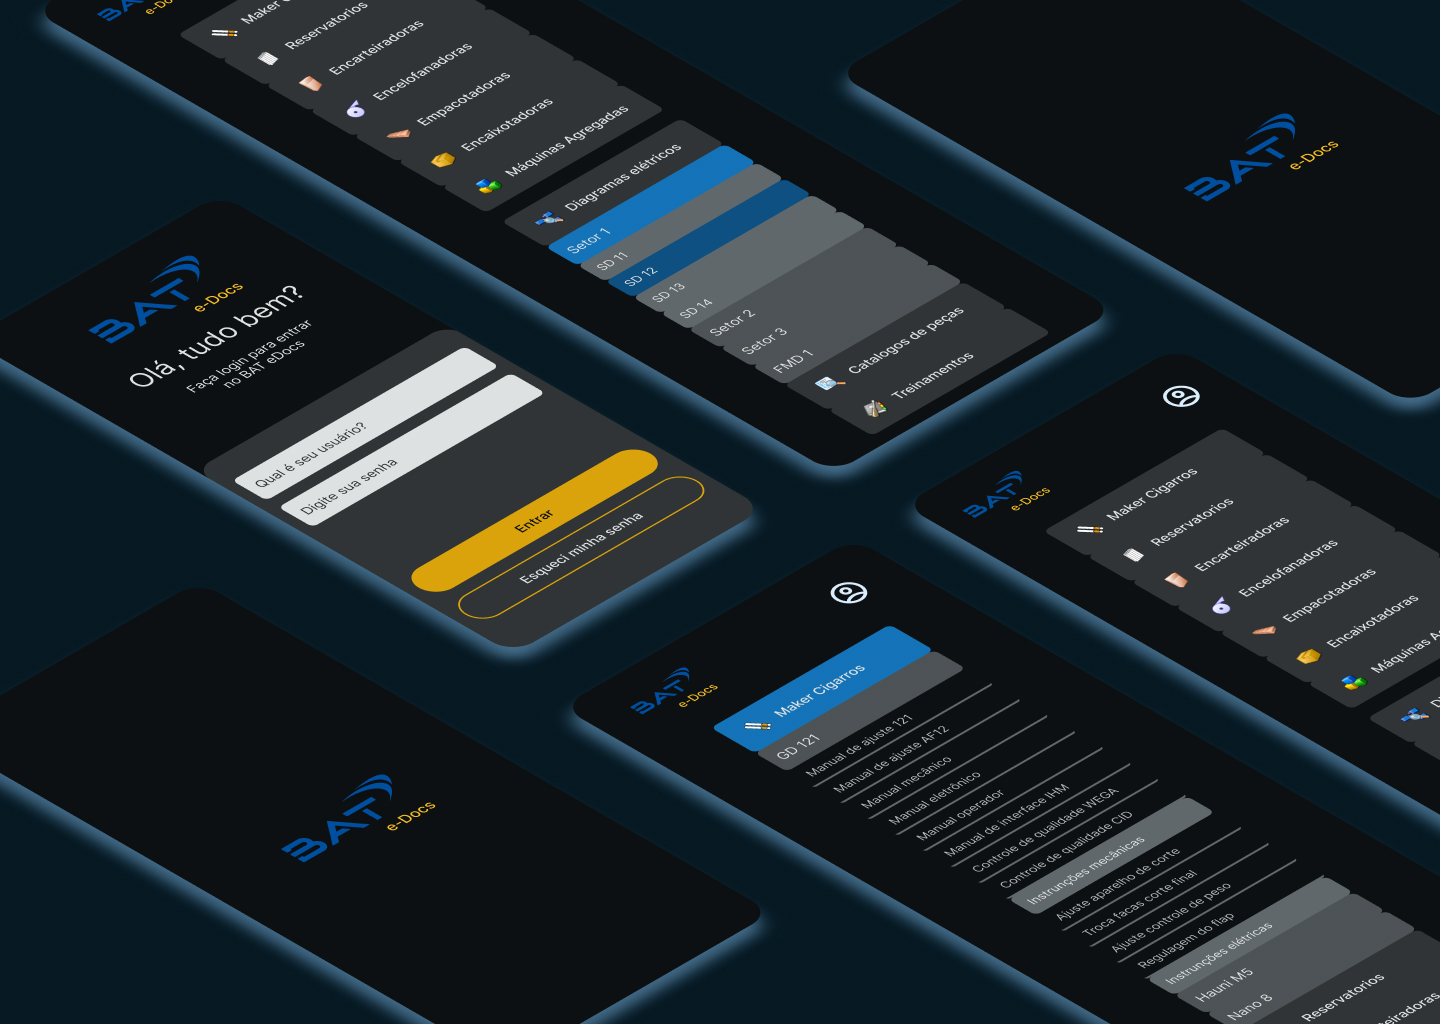 BAT
e-Docs
Maker C
Reservatorios
Encarteiradoras
Encelofanadoras
Empacotadoras
Encaixotadoras
Máquinas Agregadas
Diagramas elétricos
Setor 1
SD 11
SD 12
SD 13
SD 14
Setor 2
Setor 3
FMD 1
Catalogos de peças
Treinamentos
BAT
e-Docs
BAT
e-Docs
Olá, tudo bem?
Faça login para entrar
no BAT eDocs
Qual é seu usuário?
Digite sua senha
Entrar
Esqueci minha senha
BAT
e-Docs
Maker Cigarros
Reservatorios
Encarteiradoras
Encelofanadoras
Empacotadoras
Encaixotadoras
Máquinas A
D
BAT
e-Docs
Maker Cigarros
GD 121
Manual de ajuste 121
Manual de ajuste AF12
Manual mecânico
Manual eletrônico
Manual operador
Manual de interface IHM
Controle de qualidade WEGA
Controle de qualidade CID
Instrunções mecânicas
Ajuste aparelho de corte
Troca facas corte final
Ajuste controle de peso
Regulagem do flap
Instrunções elétricas
Hauni M5
Nano 8
Reservatorios
teiradoras
BAT
e-Docs